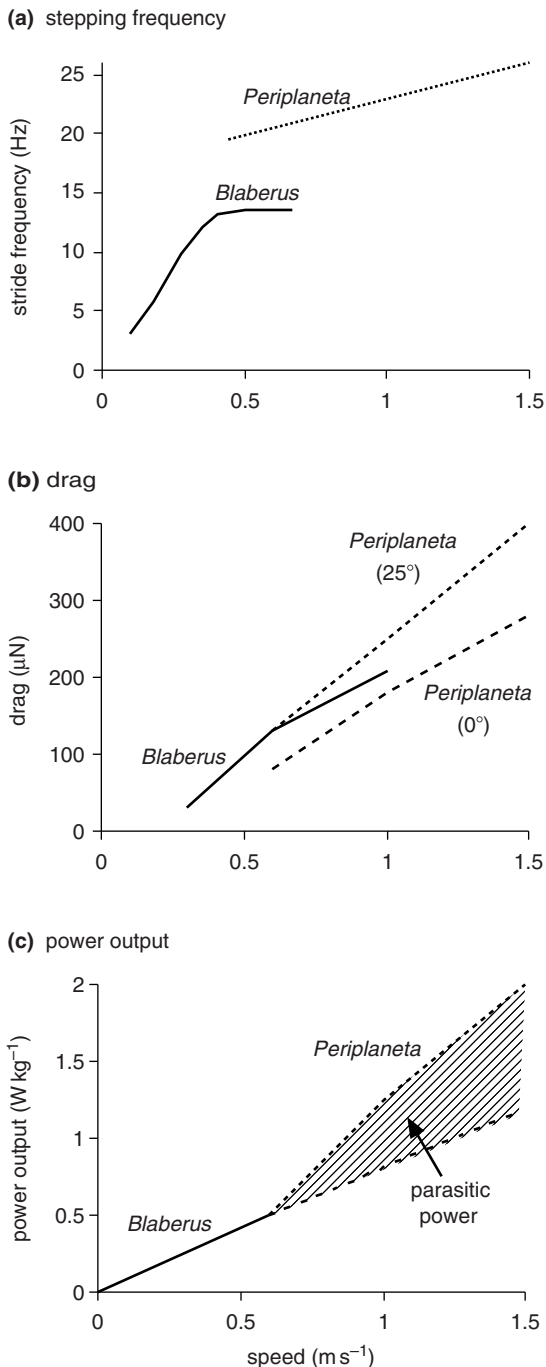 (a) stepping frequency
25
20
15
10
5
0
stride frequency (Hz)
Periplaneta
Blaberus
0
0.5
1
1.5
(b) drag
400
300
200
100
0
drag (µN)
Periplaneta
(25°)
Blaberus
Periplaneta
(0°)
0
0.5
1
1.5
(c) power output
2
1.5
1
0.5
0
power output (W kg⁻¹)
Periplaneta
Blaberus
parasitic
power
0
0.5
1
1.5
speed (m s⁻¹)